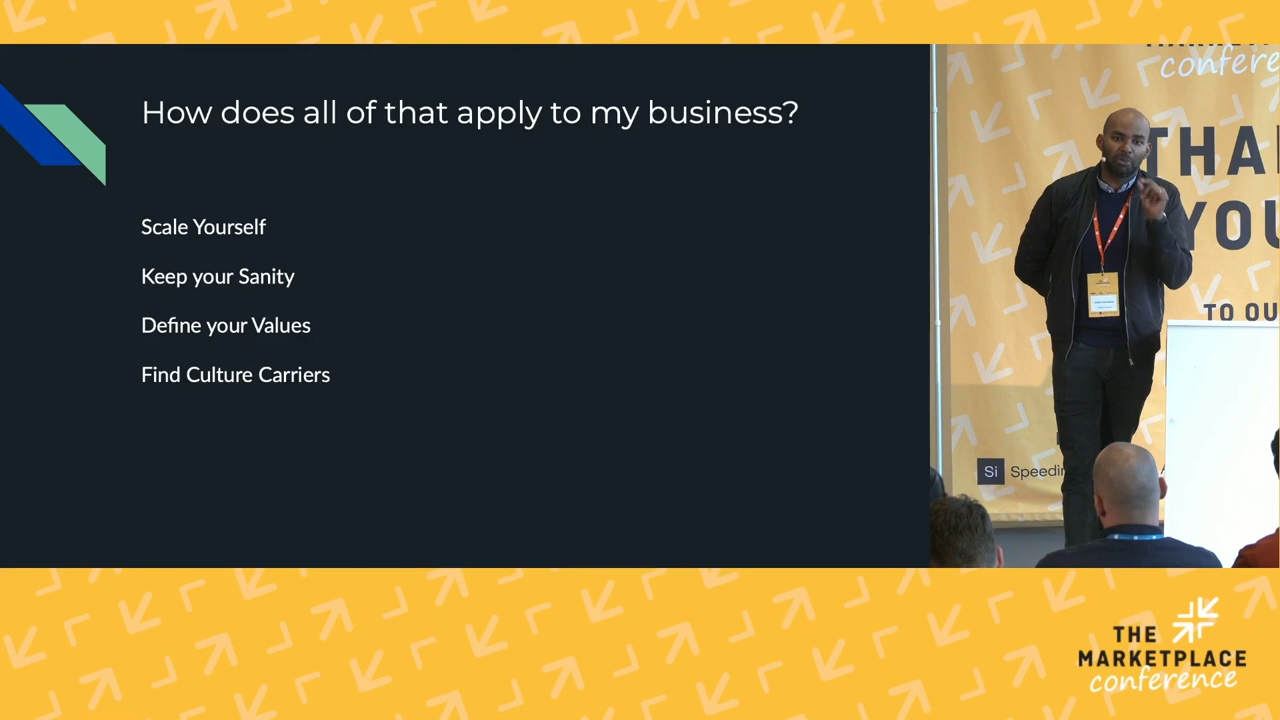 How does all of that apply to my business?
Scale Yourself
Keep your Sanity
Define your Values
Find Culture Carriers
confere
THA
YOU
TO OU
Si Speedin
THE
MARKETPLACE
conference